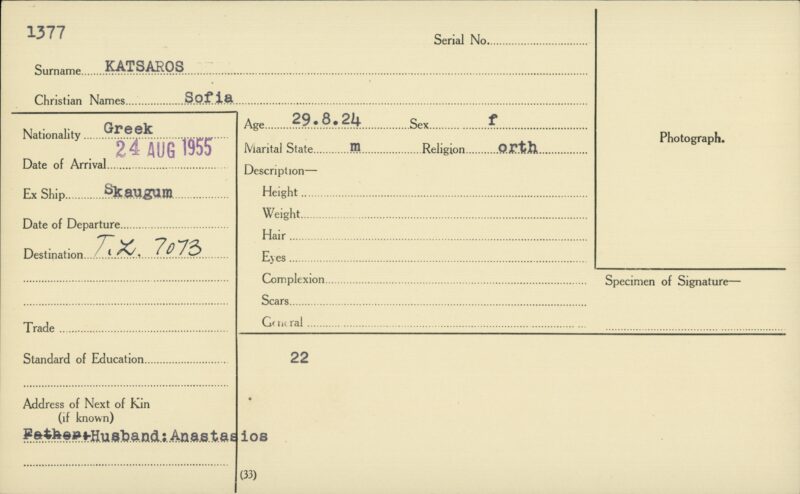 1377
Serial No.
Surname KATSAROS
Christian Names Sofia
Nationality Greek
Date of Arrival 24 AUG 1955
Ex Ship Skaugum
Date of Departure
Destination T.L. 7073
Trade
Standard of Education
Address of Next of Kin
(if known)
Father: Husband: Anastasios
Age 29.8.24 Sex f
Marital State m Religion orth
Description—
Height
Weight
Hair
Eyes
Complexion
Scars
General
22
(33)
Photograph.
Specimen of Signature—